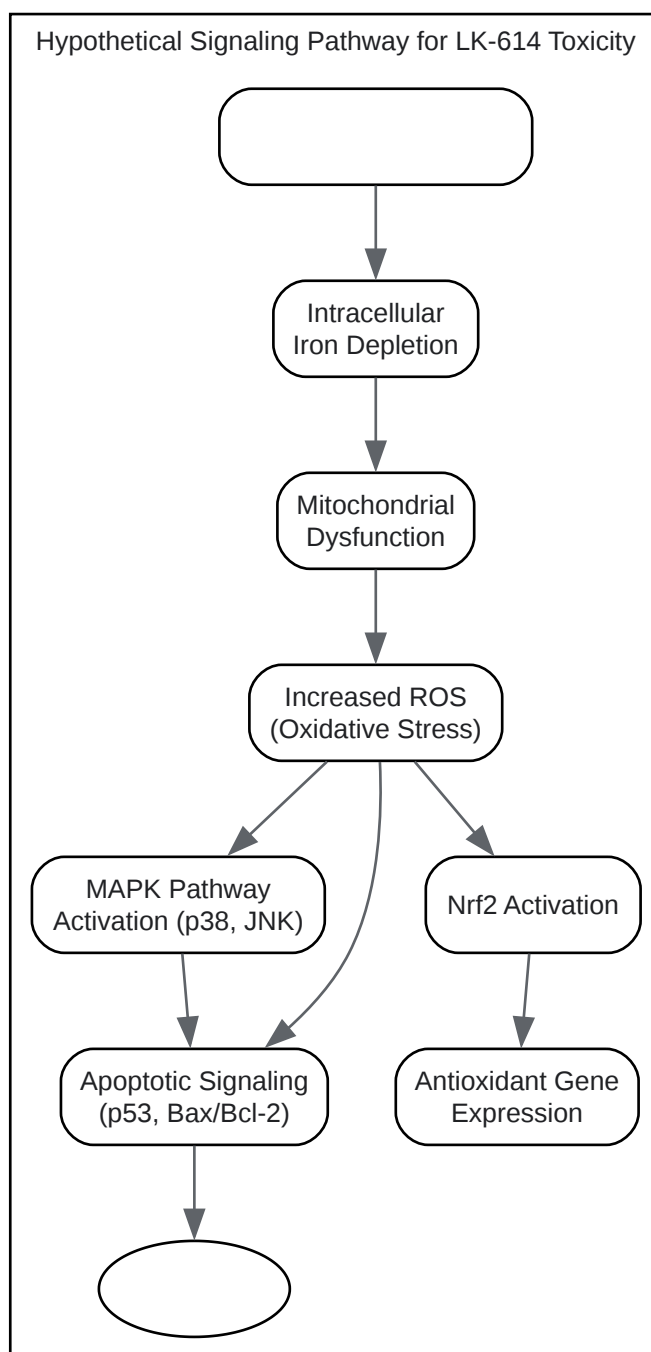 Hypothetical Signaling Pathway for LK-614 Toxicity
Intracellular
Iron Depletion
Mitochondrial
Dysfunction
Increased ROS
(Oxidative Stress)
MAPK Pathway
Activation (p38, JNK)
Nrf2 Activation
Apoptotic Signaling
(p53, Bax/Bcl-2)
Antioxidant Gene
Expression